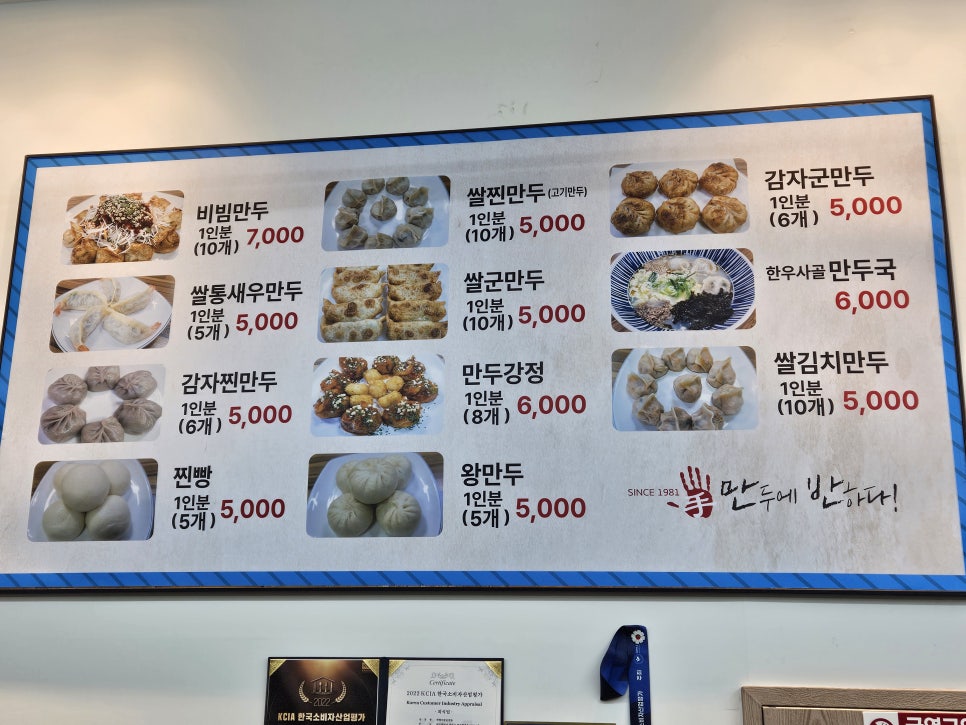 비빔만두
1인분
(10개) 7,000
쌀통새우만두
1인분
(5개) 5,000
감자찐만두
1인분
(6개) 5,000
찐빵
1인분
(5개) 5,000
쌀찐만두(고기만두)
1인분
(10개) 5,000
쌀군만두
1인분
(10개) 5,000
만두강정
1인분
(8개) 6,000
왕만두
1인분
(5개) 5,000
감자군만두
1인분
(6개) 5,000
한우사골 만두국
6,000
쌀김치만두
1인분
(10개) 5,000
SINCE 1981 手 만두에 반하다!
2022
KCIA 한국소비자산업평가
Certificate
2022 KCIA 한국소비자산업평가
Korea Customer Industry Appraisal